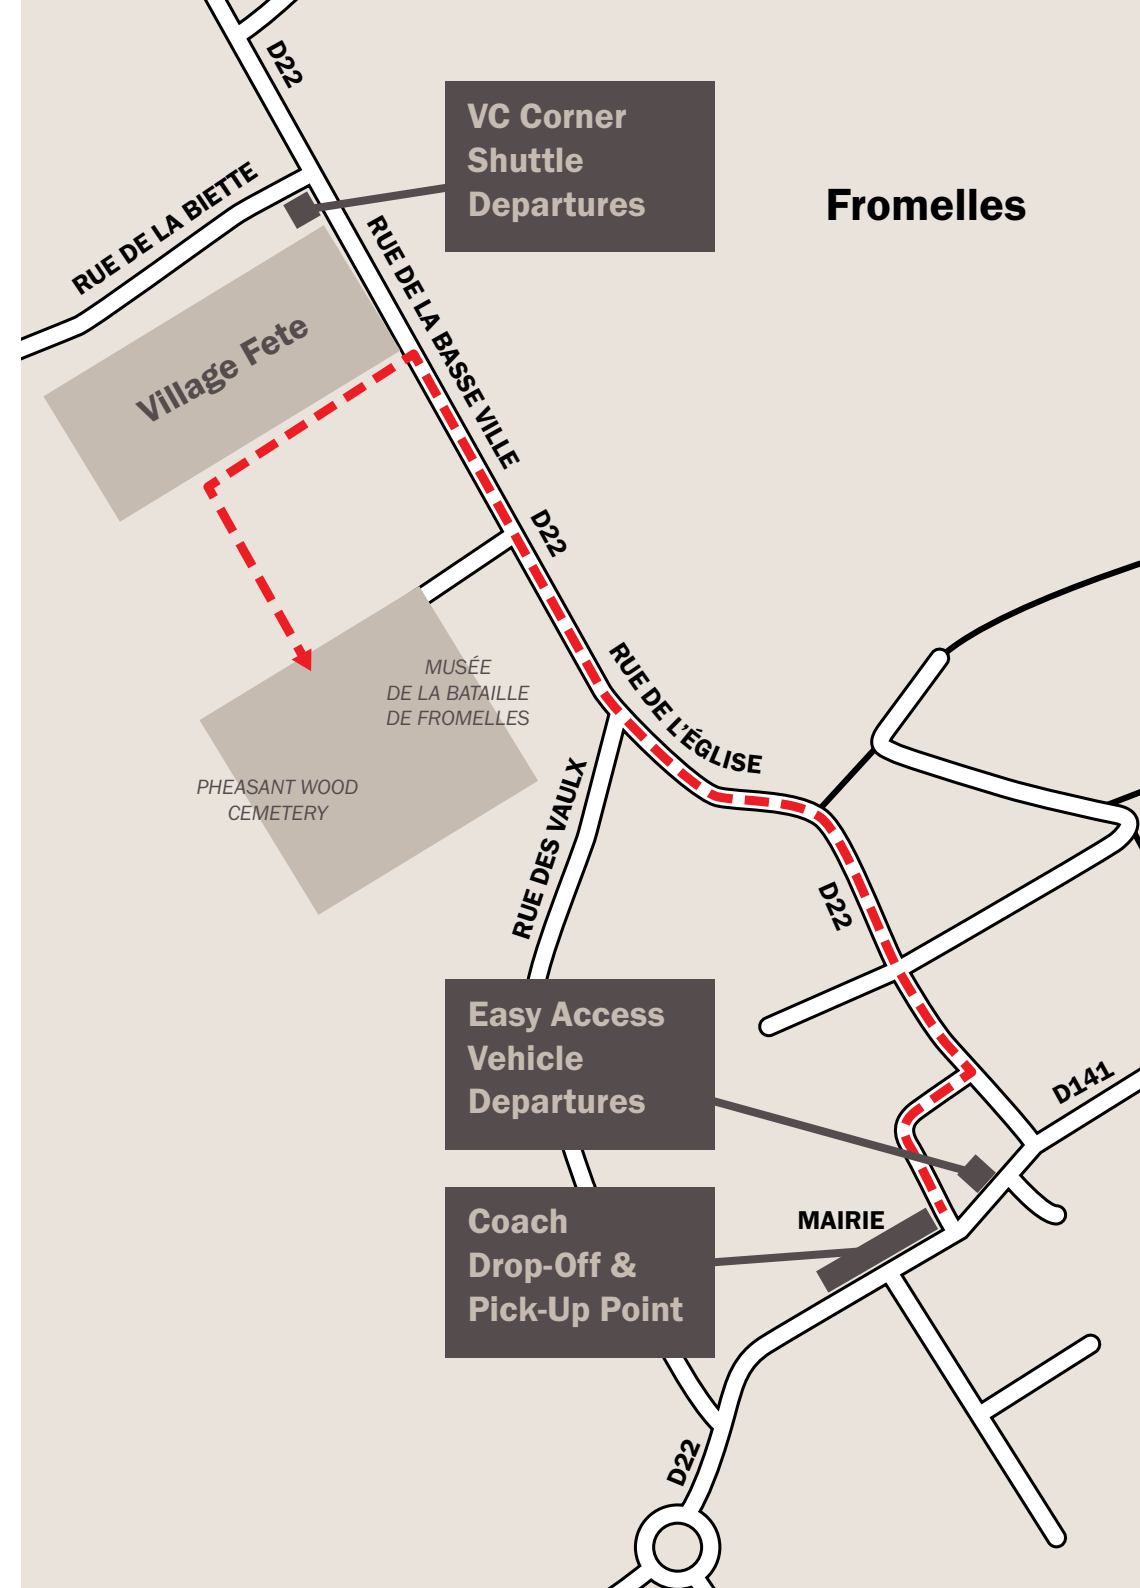 D22
VC Corner
Shuttle
Departures
Fromelles
RUE DE LA BIETTE
RUE DE LA BASSE VILLE
Village Fete
D22
MUSÉE
DE LA BATAILLE
DE FROMELLES
RUE DE L'ÉGLISE
PHEASANT WOOD
CEMETERY
RUE DES VAULX
D22
Easy Access
Vehicle
Departures
D141
MAIRIE
Coach
Drop-Off &
Pick-Up Point
D22